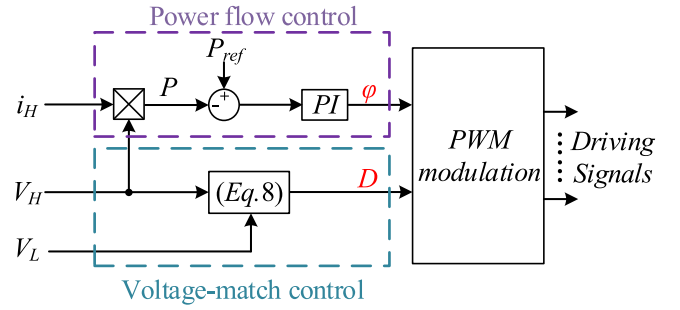 Power flow control
P_ref
i_H
P
- +
PI
φ
PWM modulation
Driving Signals
V_H
(Eq.8)
D
V_L
Voltage-match control